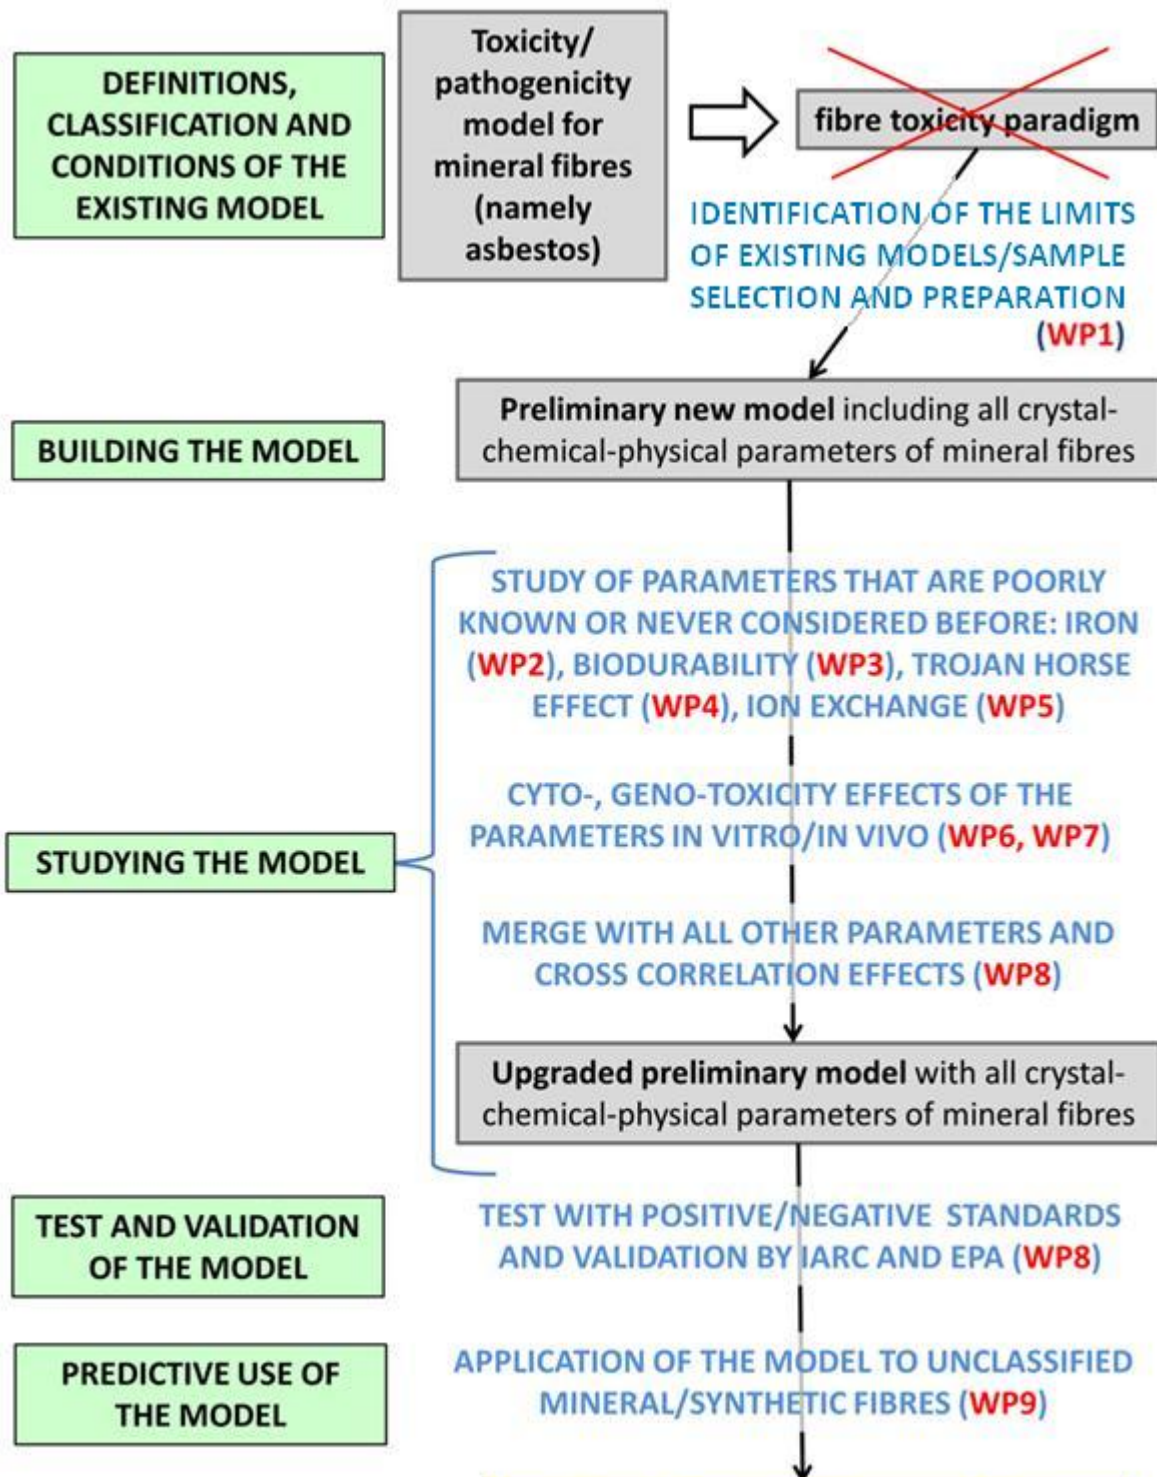 DEFINITIONS,
CLASSIFICATION AND
CONDITIONS OF THE
EXISTING MODEL
Toxicity/
pathogenicity
model for
mineral fibres
(namely
asbestos)
fibre toxicity paradigm
IDENTIFICATION OF THE LIMITS
OF EXISTING MODELS/SAMPLE
SELECTION AND PREPARATION
(WP1)
BUILDING THE MODEL
Preliminary new model including all crystal-
chemical-physical parameters of mineral fibres
STUDYING THE MODEL
STUDY OF PARAMETERS THAT ARE POORLY
KNOWN OR NEVER CONSIDERED BEFORE: IRON
(WP2), BIODURABILITY (WP3), TROJAN HORSE
EFFECT (WP4), ION EXCHANGE (WP5)
CYTO-, GENO-TOXICITY EFFECTS OF THE
PARAMETERS IN VITRO/IN VIVO (WP6, WP7)
MERGE WITH ALL OTHER PARAMETERS AND
CROSS CORRELATION EFFECTS (WP8)
Upgraded preliminary model with all crystal-
chemical-physical parameters of mineral fibres
TEST AND VALIDATION
OF THE MODEL
TEST WITH POSITIVE/NEGATIVE STANDARDS
AND VALIDATION BY IARC AND EPA (WP8)
PREDICTIVE USE OF
THE MODEL
APPLICATION OF THE MODEL TO UNCLASSIFIED
MINERAL/SYNTHETIC FIBRES (WP9)